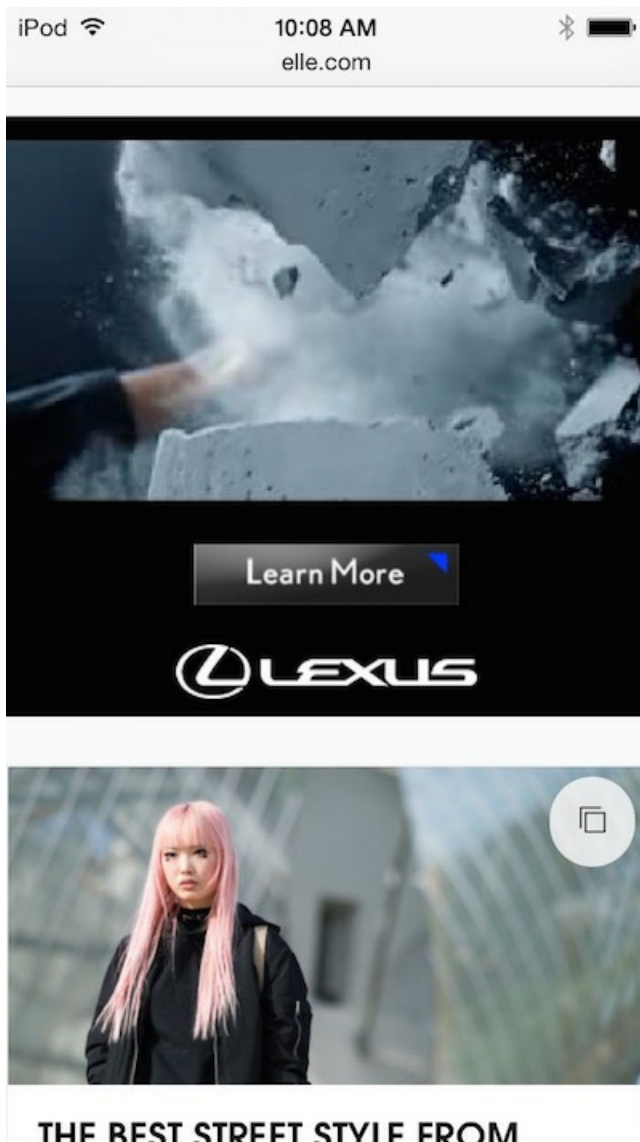 iPod 10:08 AM
elle.com
Learn More
LEXUS
THE BEST STREET STYLE FROM